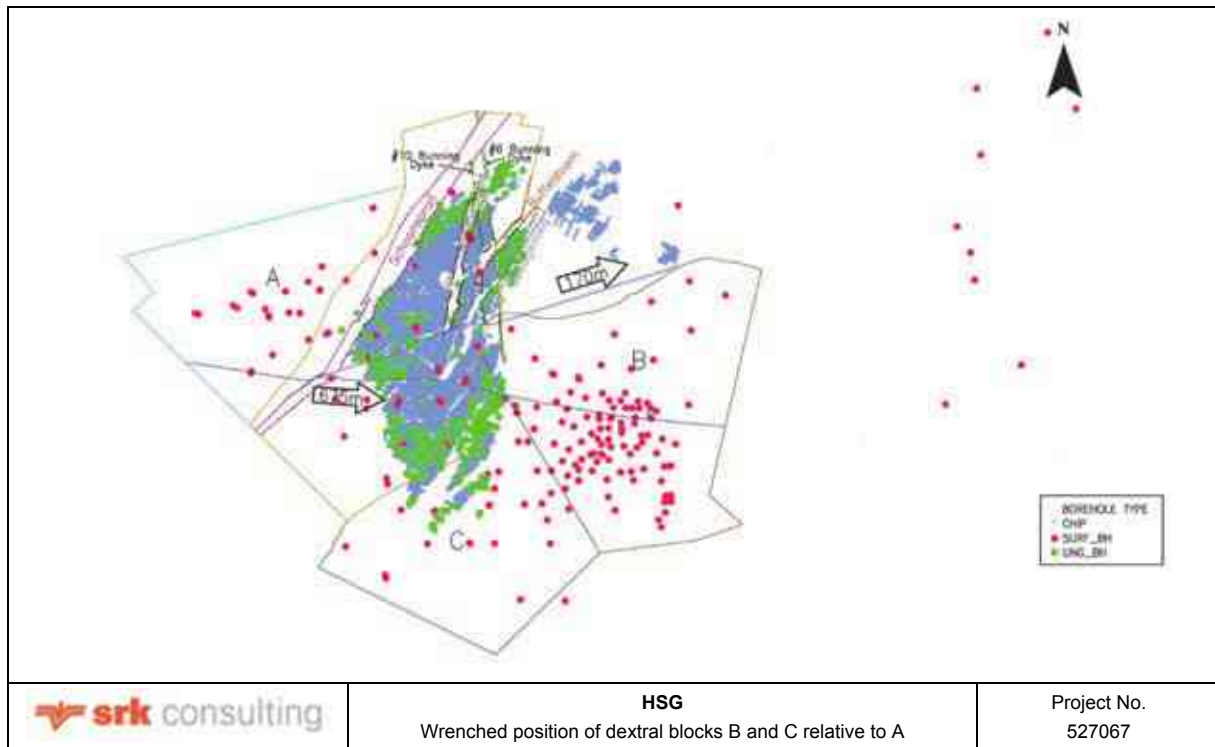 N
#10 Bunning
Dyke
#6 Bunning
Dyke
A
120m
B
C
BOREHOLE TYPE
CHIP
SURF_BH
UNG_BH
srk consulting
HSG
Wrenched position of dextral blocks B and C relative to A
Project No.
527067